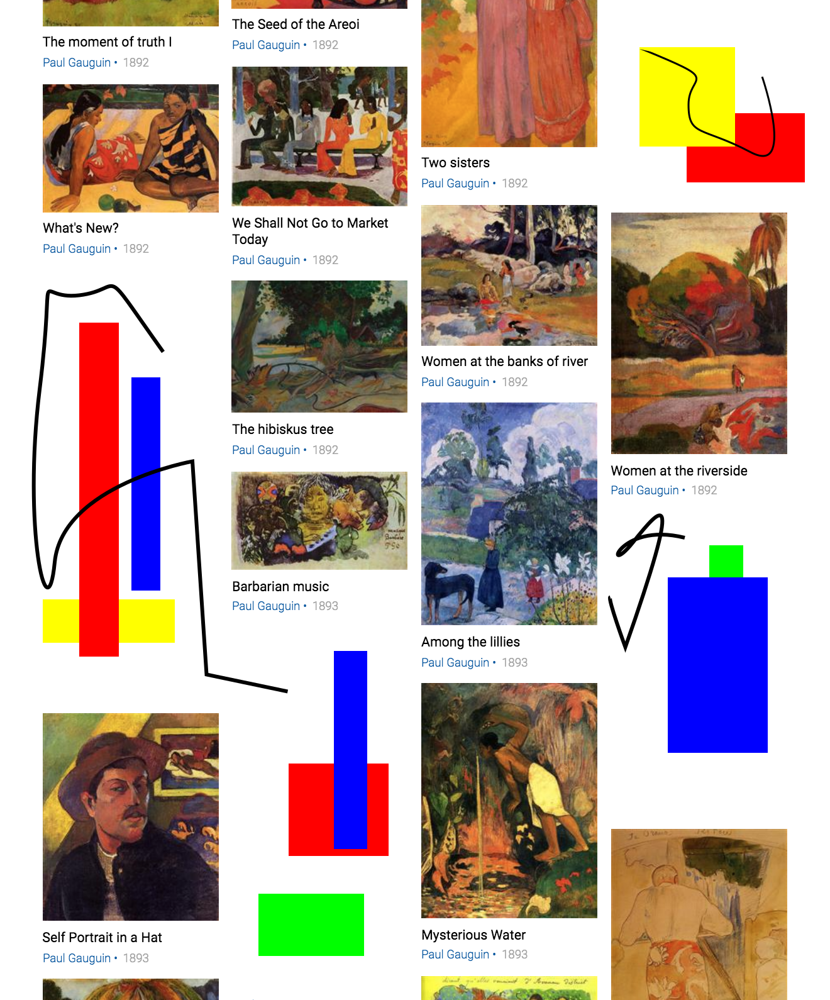 The moment of truth I
Paul Gauguin • 1892
What's New?
Paul Gauguin • 1892
Self Portrait in a Hat
Paul Gauguin • 1893
The Seed of the Areoi
Paul Gauguin • 1892
We Shall Not Go to Market
Today
Paul Gauguin • 1892
The hibiskus tree
Paul Gauguin • 1892
Barbarian music
Paul Gauguin • 1893
Two sisters
Paul Gauguin • 1892
Women at the banks of river
Paul Gauguin • 1892
Among the lillies
Paul Gauguin • 1893
Mysterious Water
Paul Gauguin • 1893
Women at the riverside
Paul Gauguin • 1892